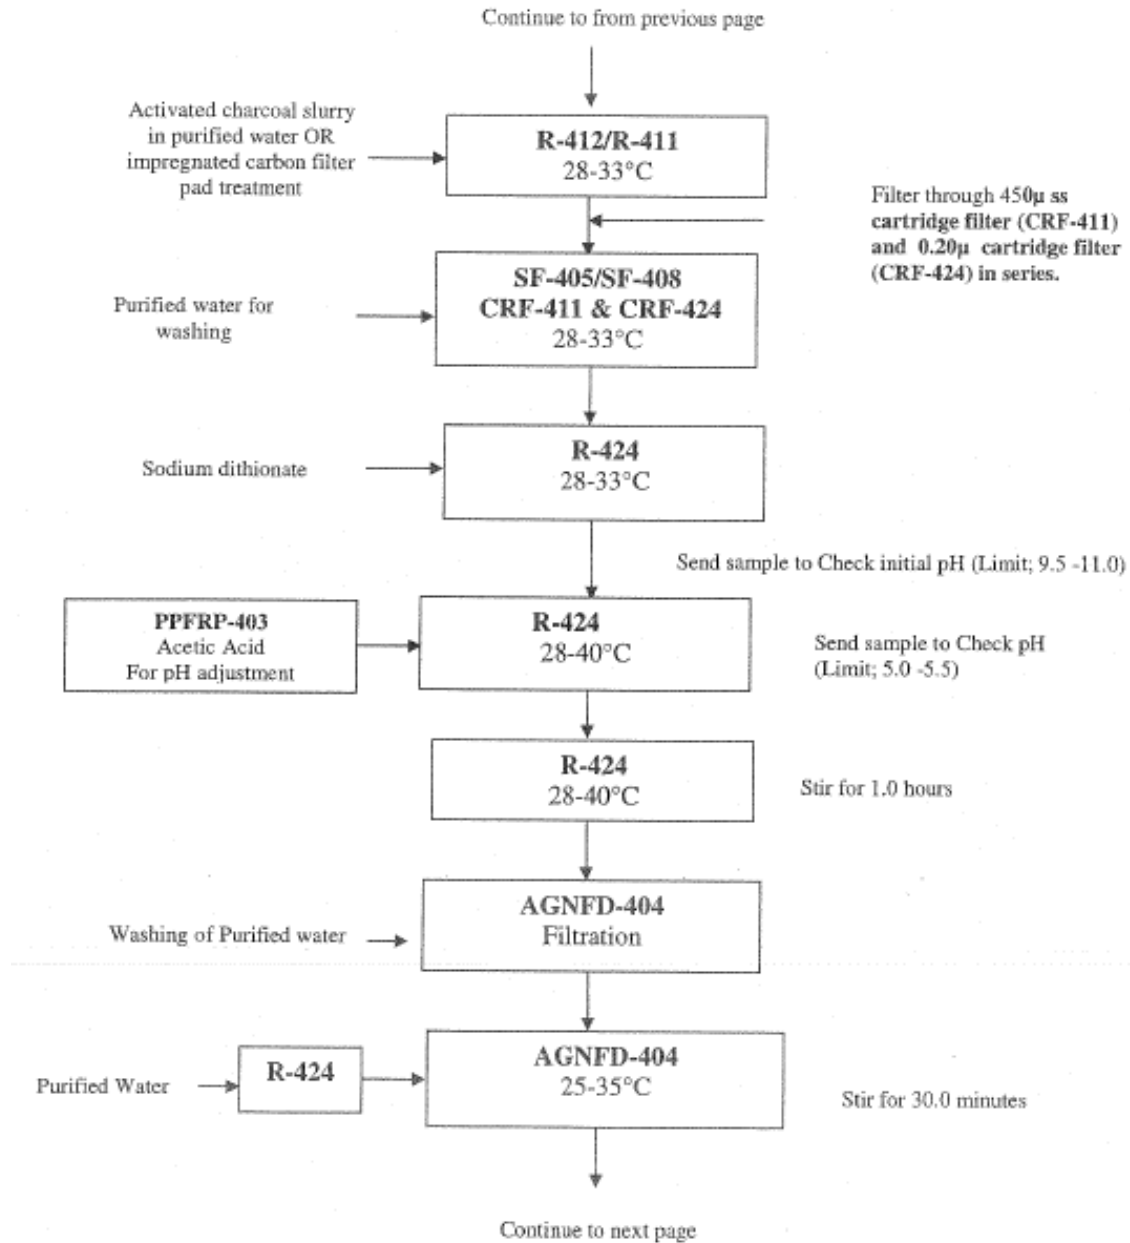 Continue to from previous page
Activated charcoal slurry
in purified water OR
impregnated carbon filter
pad treatment
R-412/R-411
28-33°C
Filter through 450µ ss
cartridge filter (CRF-411)
and 0.20µ cartridge filter
(CRF-424) in series.
SF-405/SF-408
CRF-411 & CRF-424
28-33°C
Purified water for
washing
R-424
28-33°C
Sodium dithionate
Send sample to Check initial pH (Limit; 9.5 -11.0)
PPFRP-403
Acetic Acid
For pH adjustment
R-424
28-40°C
Send sample to Check pH
(Limit; 5.0 -5.5)
R-424
28-40°C
Stir for 1.0 hours
AGNFD-404
Filtration
Washing of Purified water
Purified Water
R-424
AGNFD-404
25-35°C
Stir for 30.0 minutes
Continue to next page